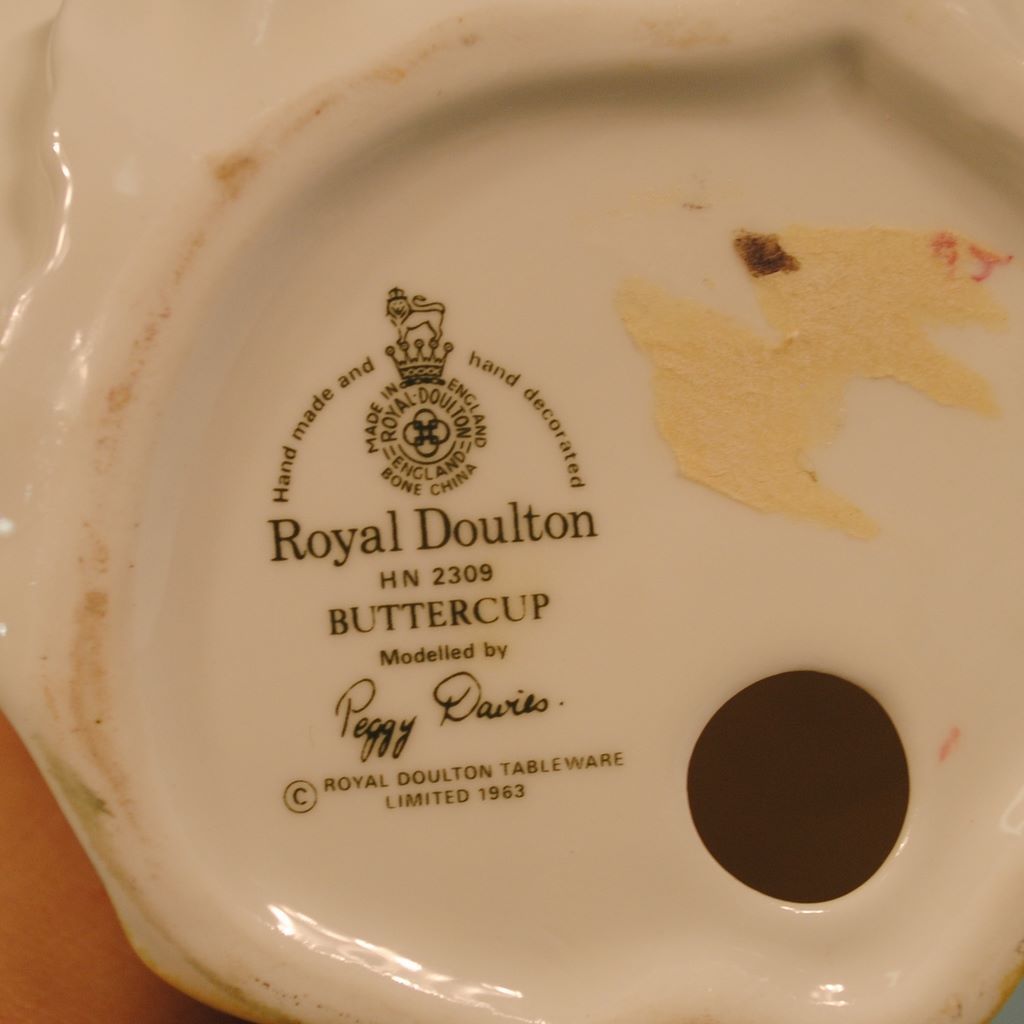 Hand made and hand decorated
MADE IN ENGLAND
ROYAL·DOULTON
ENGLAND
BONE CHINA
Royal Doulton
HN 2309
BUTTERCUP
Modelled by
Peggy Davies.
© ROYAL DOULTON TABLEWARE
LIMITED 1963